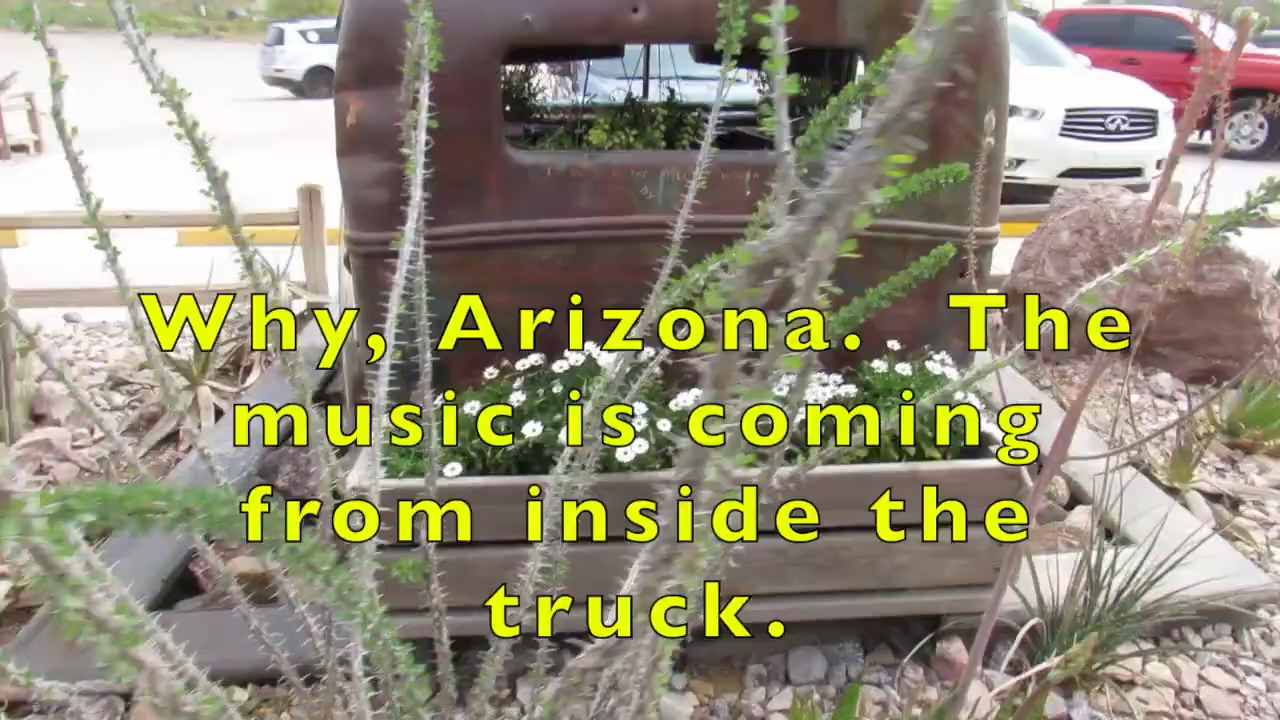 Why, Arizona.  The
music is coming
from inside the
truck.